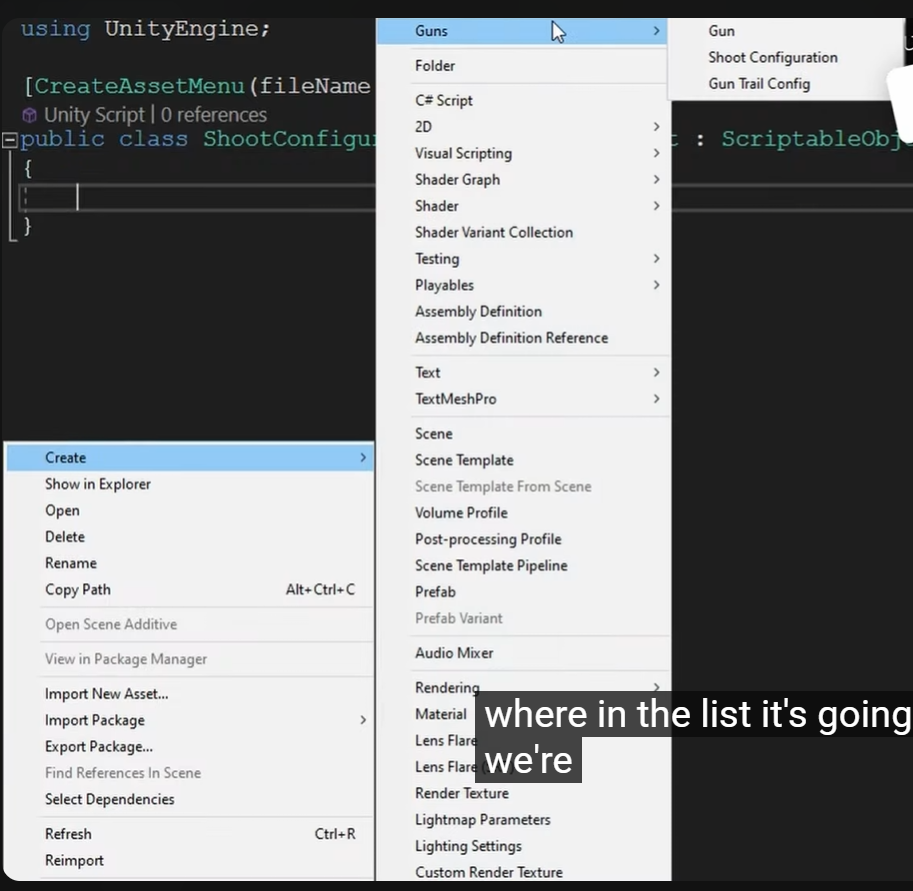 using UnityEngine;
[CreateAssetMenu(fileName
Unity Script | 0 references
public class ShootConfigu
t : ScriptableObj
{
}
Create
Show in Explorer
Open
Delete
Rename
Copy Path Alt+Ctrl+C
Open Scene Additive
View in Package Manager
Import New Asset...
Import Package
Export Package...
Find References In Scene
Select Dependencies
Refresh Ctrl+R
Reimport
Guns
Folder
C# Script
2D
Visual Scripting
Shader Graph
Shader
Shader Variant Collection
Testing
Playables
Assembly Definition
Assembly Definition Reference
Text
TextMeshPro
Scene
Scene Template
Scene Template From Scene
Volume Profile
Post-processing Profile
Scene Template Pipeline
Prefab
Prefab Variant
Audio Mixer
Rendering
Material
Lens Flare
Lens Flare
Render Texture
Lightmap Parameters
Lighting Settings
Custom Render Texture
Gun
Shoot Configuration
Gun Trail Config
where in the list it's going
we're